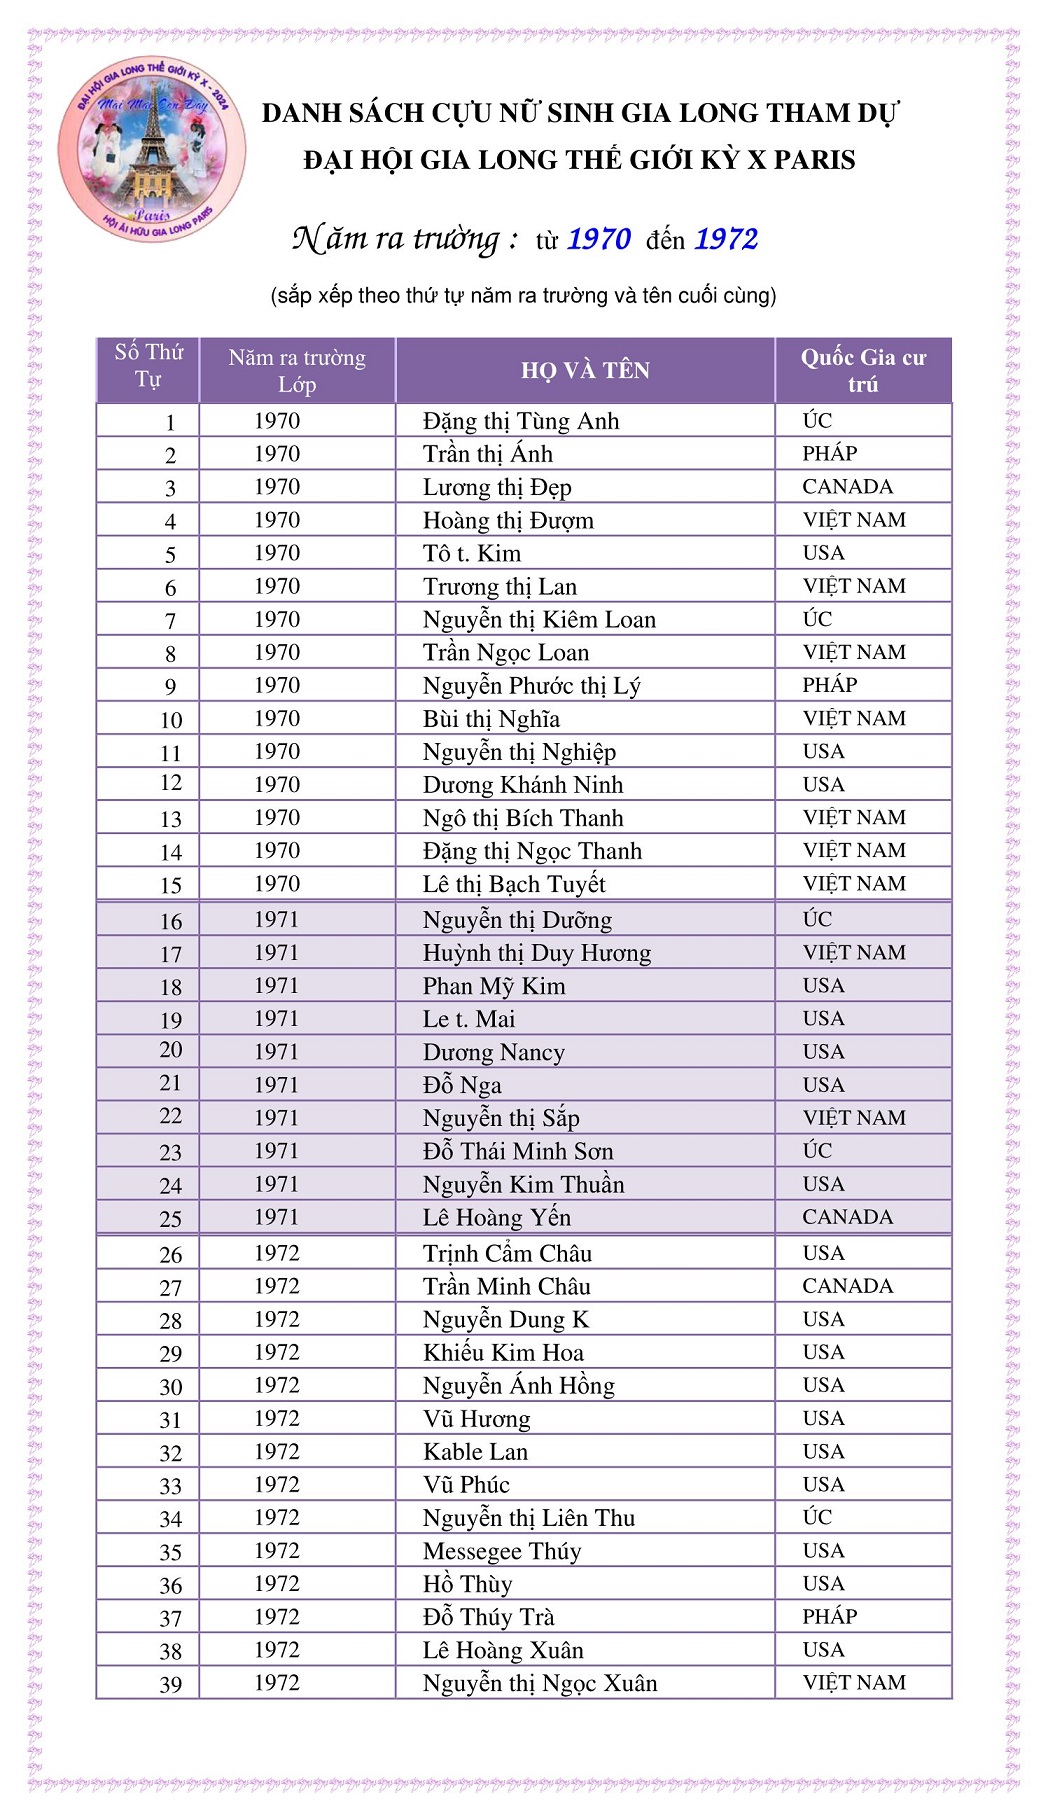 ĐẠI HỘI GIA LONG THẾ GIỚI KỲ X - 2024
Mãi Mãi Còn Đây
Paris
HỘI ÁI HỮU GIA LONG PARIS
DANH SÁCH CỰU NỮ SINH GIA LONG THAM DỰ
ĐẠI HỘI GIA LONG THẾ GIỚI KỲ X PARIS
Năm ra trường : từ 1970 đến 1972
(sắp xếp theo thứ tự năm ra trường và tên cuối cùng)
Số Thứ Tự Năm ra trường Lớp HỌ VÀ TÊN Quốc Gia cư trú
1 1970 Đặng thị Tùng Anh ÚC
2 1970 Trần thị Ánh PHÁP
3 1970 Lương thị Đẹp CANADA
4 1970 Hoàng thị Đượm VIỆT NAM
5 1970 Tô t. Kim USA
6 1970 Trương thị Lan VIỆT NAM
7 1970 Nguyễn thị Kiêm Loan ÚC
8 1970 Trần Ngọc Loan VIỆT NAM
9 1970 Nguyễn Phước thị Lý PHÁP
10 1970 Bùi thị Nghĩa VIỆT NAM
11 1970 Nguyễn thị Nghiệp USA
12 1970 Dương Khánh Ninh USA
13 1970 Ngô thị Bích Thanh VIỆT NAM
14 1970 Đặng thị Ngọc Thanh VIỆT NAM
15 1970 Lê thị Bạch Tuyết VIỆT NAM
16 1971 Nguyễn thị Dưỡng ÚC
17 1971 Huỳnh thị Duy Hương VIỆT NAM
18 1971 Phan Mỹ Kim USA
19 1971 Le t. Mai USA
20 1971 Dương Nancy USA
21 1971 Đỗ Nga USA
22 1971 Nguyễn thị Sắp VIỆT NAM
23 1971 Đỗ Thái Minh Sơn ÚC
24 1971 Nguyễn Kim Thuần USA
25 1971 Lê Hoàng Yến CANADA
26 1972 Trịnh Cẩm Châu USA
27 1972 Trần Minh Châu CANADA
28 1972 Nguyễn Dung K USA
29 1972 Khiếu Kim Hoa USA
30 1972 Nguyễn Ánh Hồng USA
31 1972 Vũ Hương USA
32 1972 Kable Lan USA
33 1972 Vũ Phúc USA
34 1972 Nguyễn thị Liên Thu ÚC
35 1972 Messegee Thúy USA
36 1972 Hồ Thùy USA
37 1972 Đỗ Thúy Trà PHÁP
38 1972 Lê Hoàng Xuân USA
39 1972 Nguyễn thị Ngọc Xuân VIỆT NAM